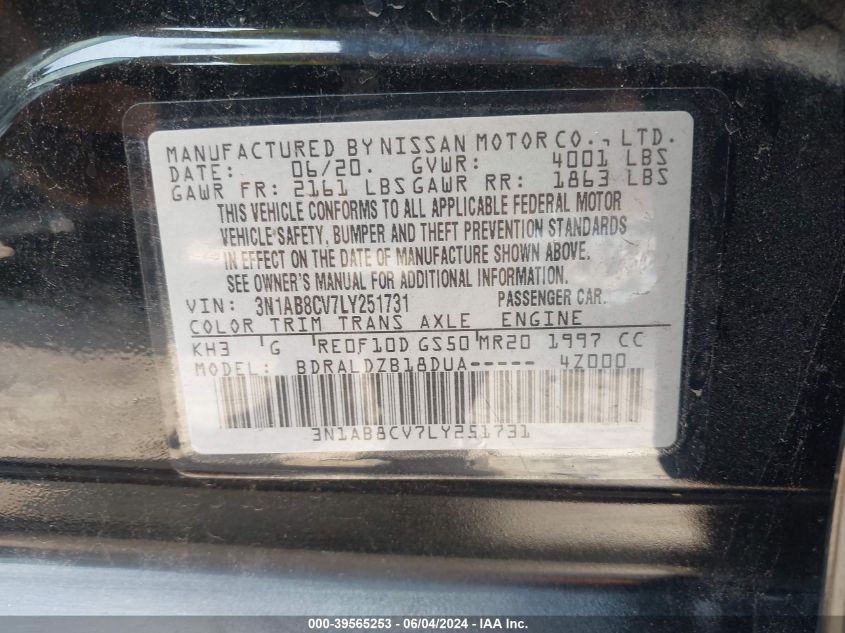 MANUFACTURED BY NISSAN MOTOR CO., LTD.
DATE: 06/20. GVWR: 4001 LBS
GAWR FR: 2161 LBS GAWR RR: 1863 LBS
THIS VEHICLE CONFORMS TO ALL APPLICABLE FEDERAL MOTOR
VEHICLE SAFETY, BUMPER AND THEFT PREVENTION STANDARDS
IN EFFECT ON THE DATE OF MANUFACTURE SHOWN ABOVE.
SEE OWNER'S MANUAL FOR ADDITIONAL INFORMATION.
VIN: 3N1AB8CV7LY251731 PASSENGER CAR.
COLOR TRIM TRANS AXLE ENGINE
KH3 G RE0F10D GS50 MR20 1997 CC
MODEL: BDRALDZB18DUA----- 4Z000
3N1AB8CV7LY251731
000-39565253 - 06/04/2024 - IAA Inc.